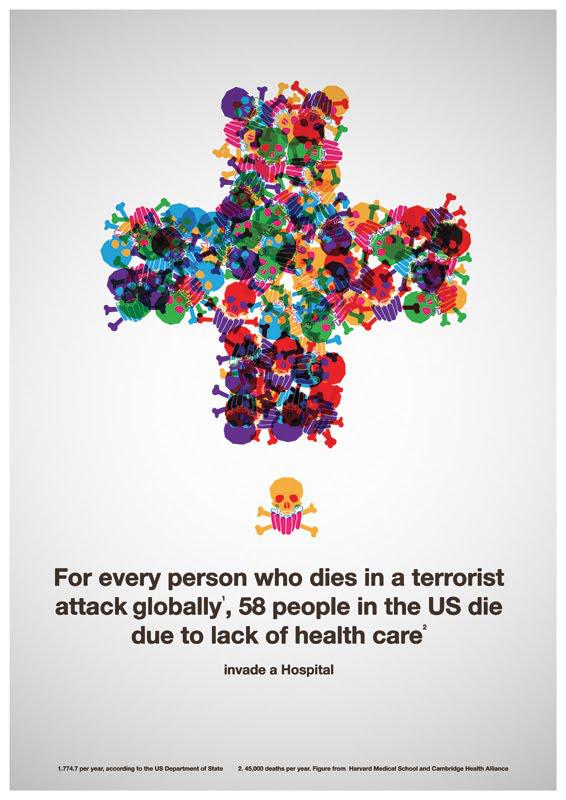 For every person who dies in a terrorist
attack globally¹, 58 people in the US die
due to lack of health care²
invade a Hospital
1.774.7 per year, according to the US Department of State 2. 45,000 deaths per year. Figure from Harvard Medical School and Cambridge Health Alliance